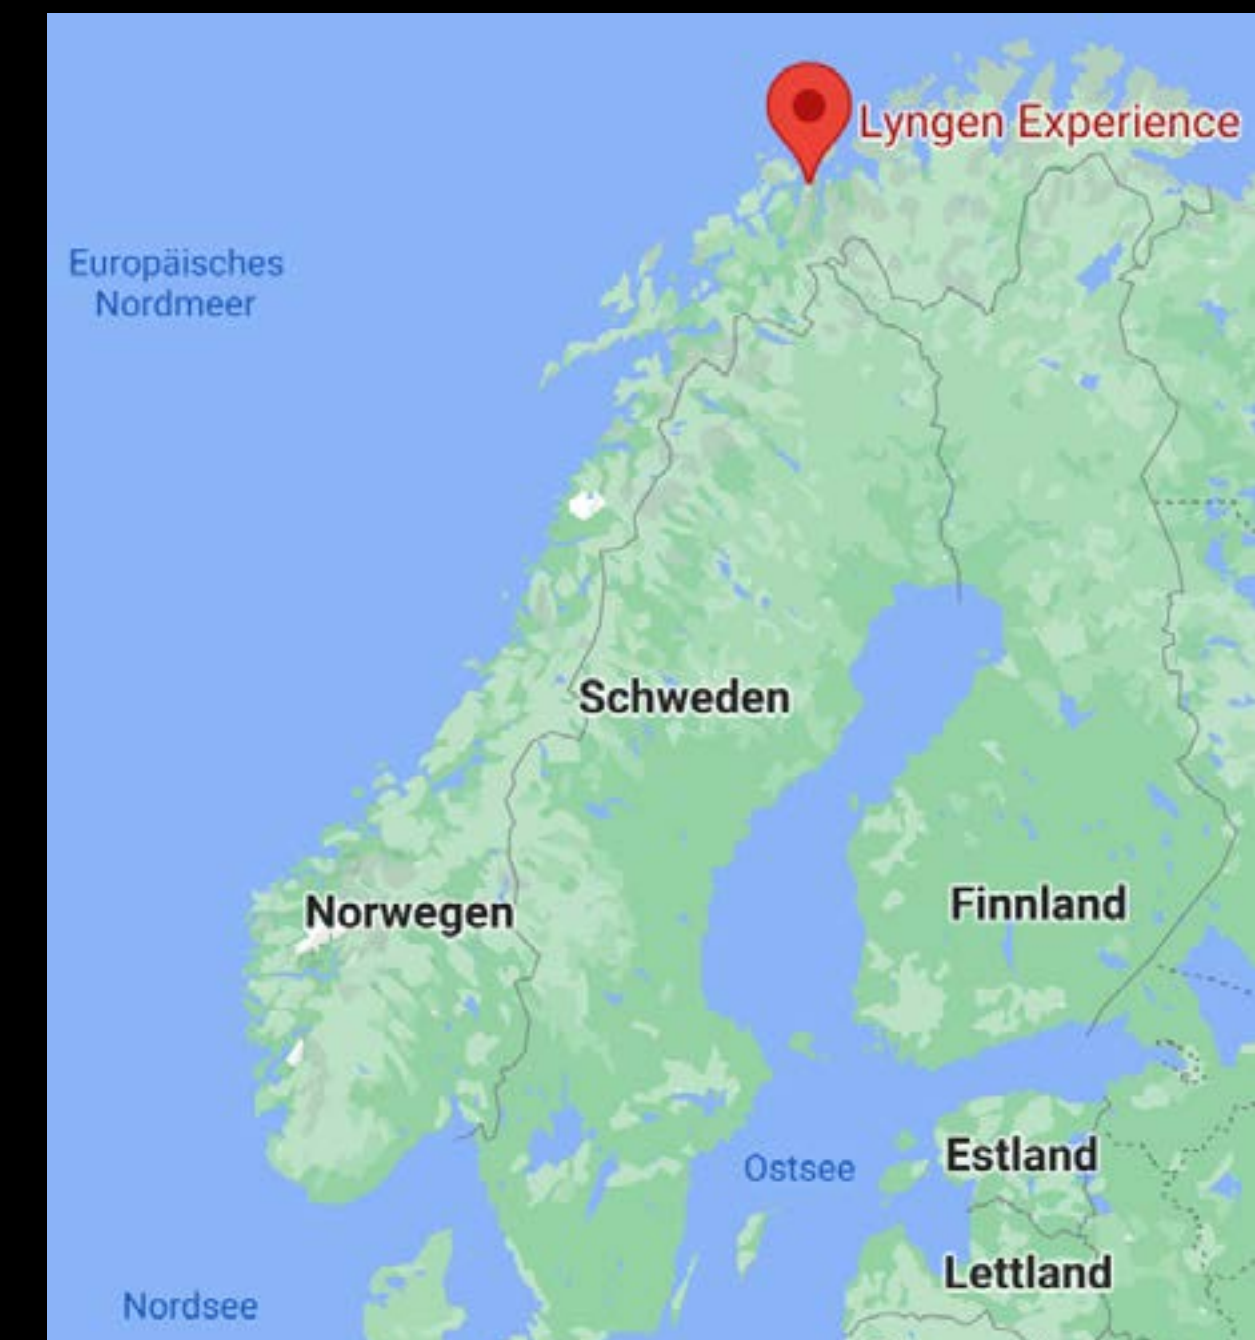 Lyngen Experience
Europäisches
Nordmeer
Schweden
Norwegen
Finnland
Estland
Ostsee
Lettland
Nordsee